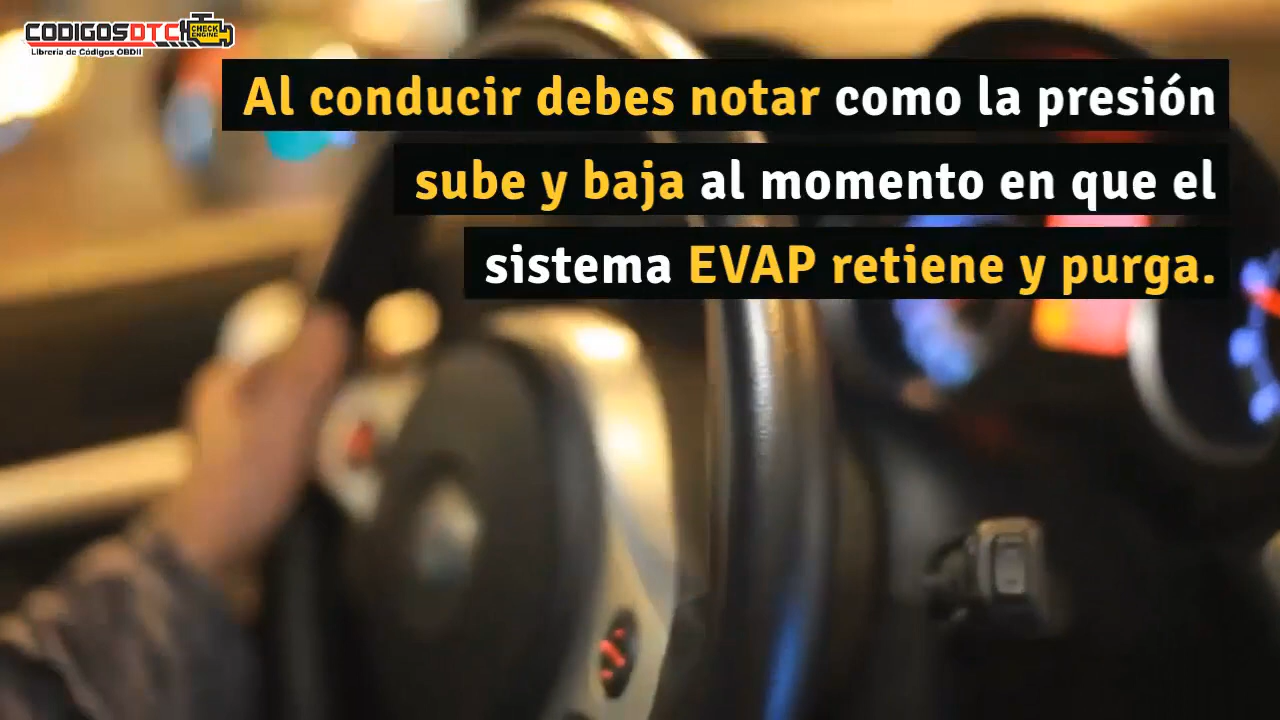 CODIGOSDTC
CHECK
ENGINE
Libreria de Códigos OBDII
Al conducir debes notar como la presión
sube y baja al momento en que el
sistema EVAP retiene y purga.